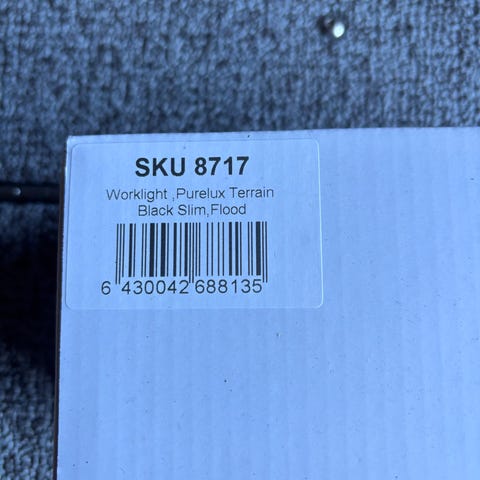 SKU 8717
Worklight ,Purelux Terrain
Black Slim,Flood
6 430042 688135